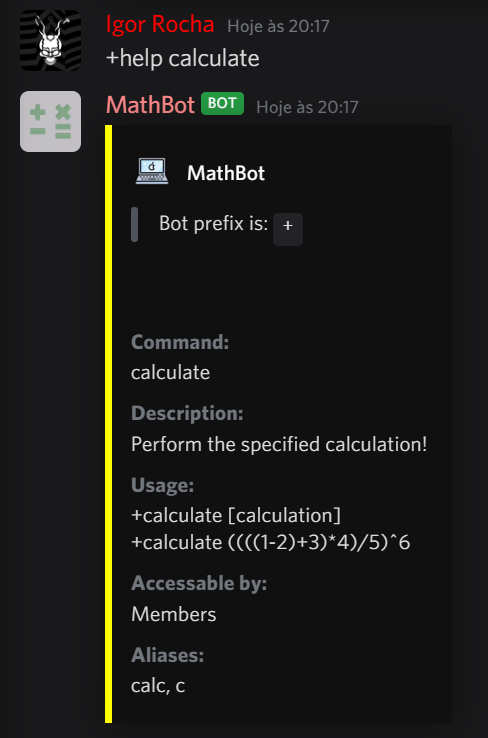 Igor Rocha Hoje às 20:17
+help calculate
MathBot BOT Hoje às 20:17
MathBot
Bot prefix is: +
Command:
calculate
Description:
Perform the specified calculation!
Usage:
+calculate [calculation]
+calculate ((((1-2)+3)*4)/5)^6
Accessable by:
Members
Aliases:
calc, c